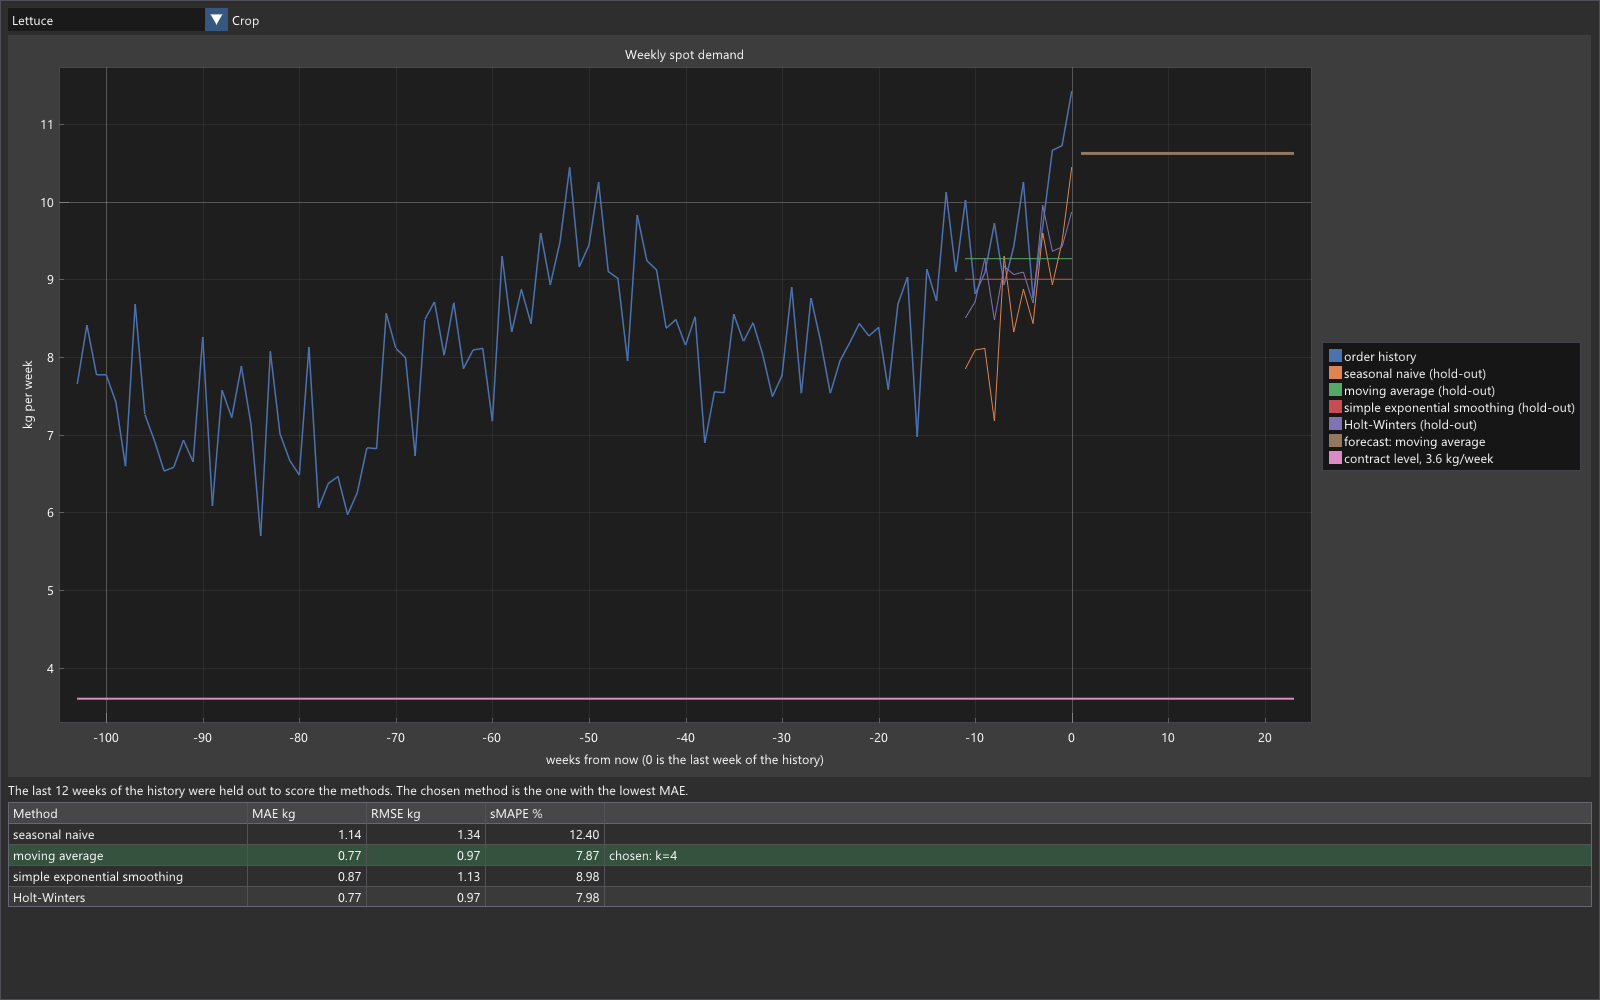 Lettuce Crop
Weekly spot demand
11
10
9
8
7
6
5
4
kg per week
-100 -90 -80 -70 -60 -50 -40 -30 -20 -10 0 10 20
weeks from now (0 is the last week of the history)
order history
seasonal naive (hold-out)
moving average (hold-out)
simple exponential smoothing (hold-out)
Holt-Winters (hold-out)
forecast: moving average
contract level, 3.6 kg/week
The last 12 weeks of the history were held out to score the methods. The chosen method is the one with the lowest MAE.
Method MAE kg RMSE kg sMAPE %
seasonal naive 1.14 1.34 12.40
moving average 0.77 0.97 7.87 chosen: k=4
simple exponential smoothing 0.87 1.13 8.98
Holt-Winters 0.77 0.97 7.98